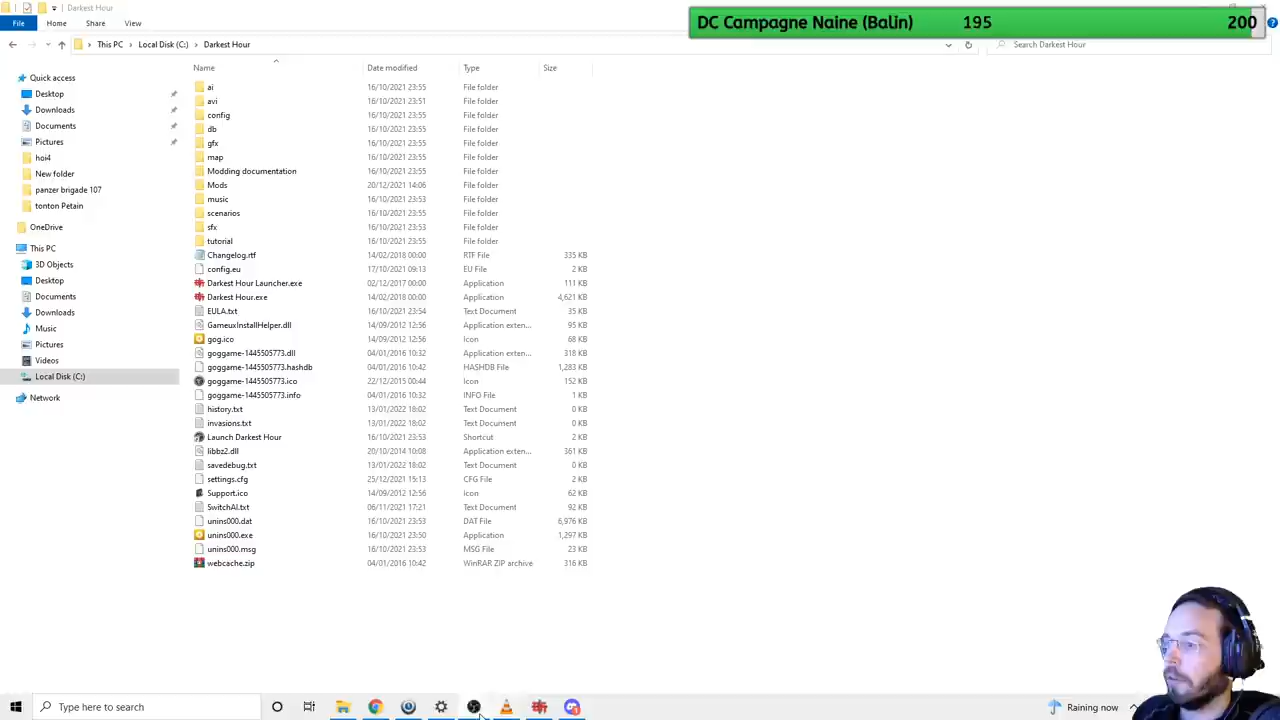 Darkest Hour
DC Campagne Naine (Balin) 195 200
File Home Share View
This PC Local Disk (C:) Darkest Hour
Search Darkest Hour
Name Date modified Type Size
Quick access
Desktop
Downloads
Documents
Pictures
hoi4
New folder
panzer brigade 107
tonton Petain
OneDrive
This PC
3D Objects
Desktop
Documents
Downloads
Music
Pictures
Videos
Local Disk (C:)
Network
ai 16/10/2021 23:55 File folder
avi 16/10/2021 23:51 File folder
config 16/10/2021 23:55 File folder
db 16/10/2021 23:55 File folder
gfx 16/10/2021 23:55 File folder
map 16/10/2021 23:55 File folder
Modding documentation 16/10/2021 23:55 File folder
Mods 20/12/2021 14:06 File folder
music 16/10/2021 23:53 File folder
scenarios 16/10/2021 23:55 File folder
sfx 16/10/2021 23:53 File folder
tutorial 16/10/2021 23:55 File folder
Changelog.rtf 14/02/2018 00:00 RTF File 335 KB
config.eu 17/10/2021 09:13 EU File 2 KB
Darkest Hour Launcher.exe 02/12/2017 00:00 Application 111 KB
Darkest Hour.exe 14/02/2018 00:00 Application 4,621 KB
EULA.txt 16/10/2021 23:54 Text Document 35 KB
GameuxInstallHelper.dll 14/09/2012 12:56 Application exten... 95 KB
gog.ico 14/09/2012 12:56 Icon 68 KB
goggame-1445505773.dll 04/01/2016 10:32 Application exten... 318 KB
goggame-1445505773.hashdb 04/01/2016 10:42 HASHDB File 1,283 KB
goggame-1445505773.ico 22/12/2015 00:44 Icon 152 KB
goggame-1445505773.info 04/01/2016 10:32 INFO File 1 KB
history.txt 13/01/2022 18:02 Text Document 0 KB
invasions.txt 13/01/2022 18:02 Text Document 0 KB
Launch Darkest Hour 16/10/2021 23:53 Shortcut 2 KB
libbz2.dll 20/10/2014 10:08 Application exten... 361 KB
savedebug.txt 13/01/2022 18:02 Text Document 0 KB
settings.cfg 25/12/2021 15:13 CFG File 2 KB
Support.ico 14/09/2012 12:56 Icon 62 KB
SwitchAI.txt 06/11/2021 17:21 Text Document 92 KB
unins000.dat 16/10/2021 23:53 DAT File 6,976 KB
unins000.exe 16/10/2021 23:50 Application 1,297 KB
unins000.msg 16/10/2021 23:53 MSG File 23 KB
webcache.zip 04/01/2016 10:42 WinRAR ZIP archive 316 KB
Type here to search
Raining now